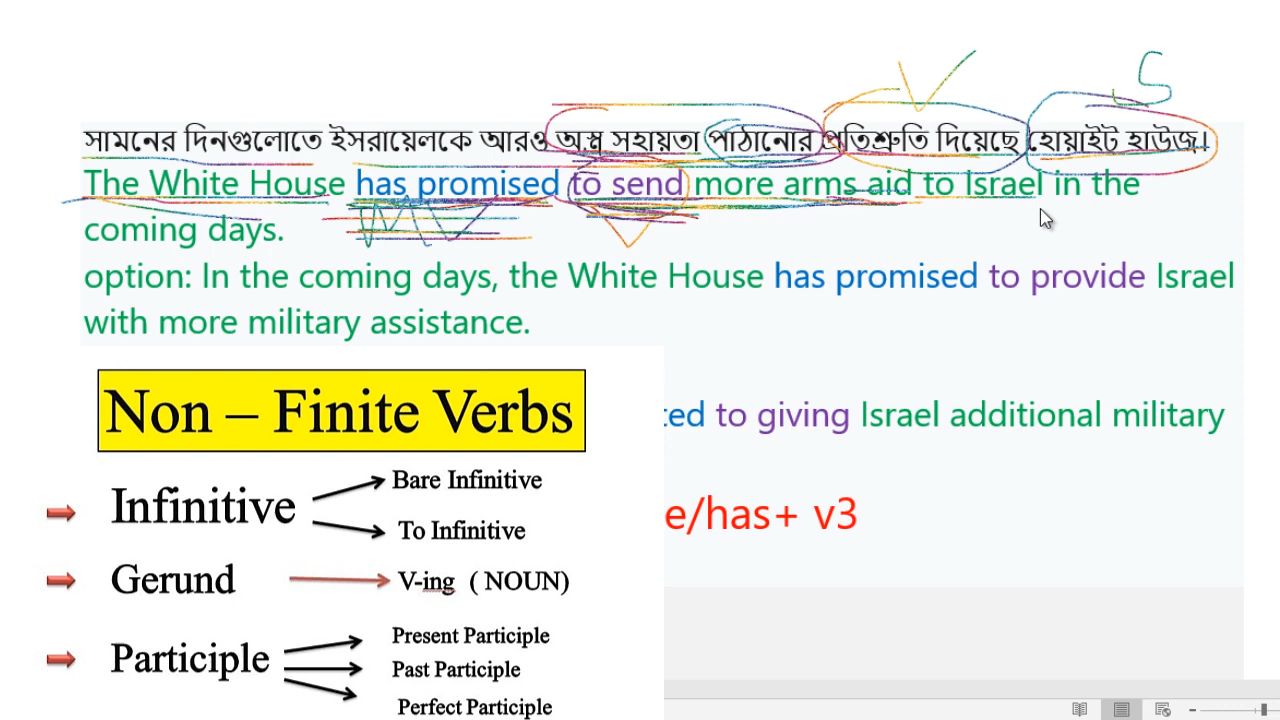 S
সামনের দিনগুলোতে ইসরায়েলকে আরও অস্ত্র সহায়তা পাঠানোর প্রতিশ্রুতি দিয়েছে হোয়াইট হাউজ।
The White House has promised to send more arms aid to Israel in the
coming days.
option: In the coming days, the White House has promised to provide Israel
with more military assistance.
Non – Finite Verbs
ted to giving Israel additional military
Infinitive
Bare Infinitive
To Infinitive
e/has+ v3
Gerund
V-ing ( NOUN)
Participle
Present Participle
Past Participle
Perfect Participle